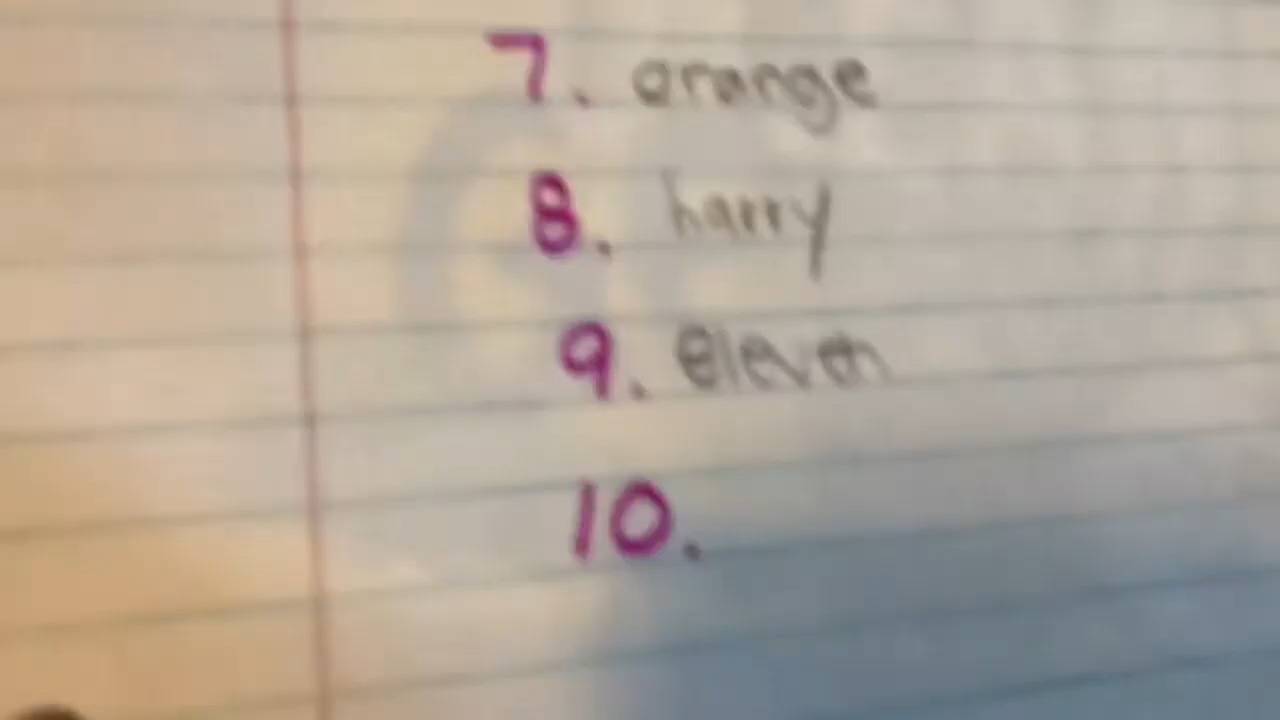 7. orange
8. harry
9. eleven
10.